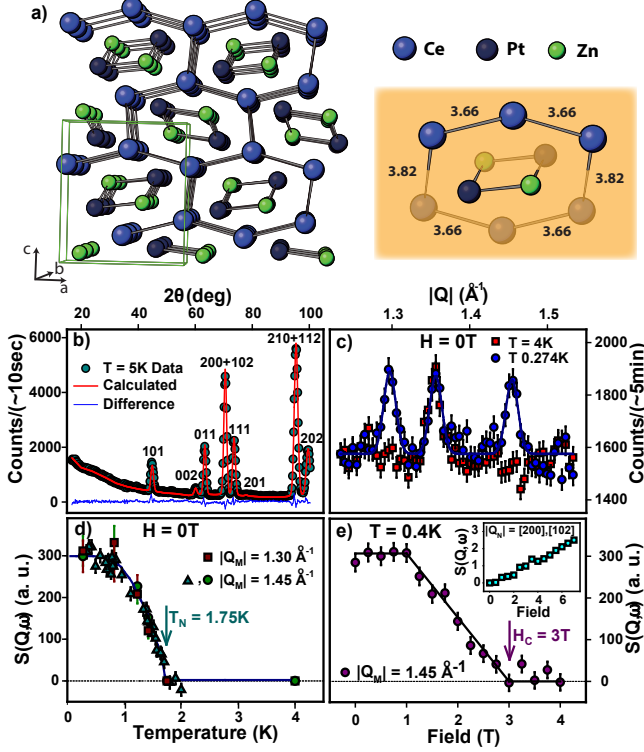 a)
Ce
Pt
Zn
3.66 3.66
3.82 3.82
3.66 3.66
c
b
a
2θ(deg)
20 40 60 80 100
|Q| (Å⁻¹)
1.3 1.4 1.5
b)
T = 5K Data
Calculated
Difference
Counts/(~10sec)
6000
4000
2000
0
101
002
011
200+102
111
201
210+112
202
c) H = 0T
T = 4K
T 0.274K
Counts/(~5min)
2000
1800
1600
1400
d) H = 0T
|Q_M| = 1.30 Å⁻¹
, |Q_M| = 1.45 Å⁻¹
T_N = 1.75K
S(Q,ω) (a. u.)
300
200
100
0
0 1 2 3 4
Temperature (K)
e) T = 0.4K
|Q_N| = [200],[102]
S(Q,ω)
3
2
1
0
0 2 4 6
Field
H_C = 3T
|Q_M| = 1.45 Å⁻¹
S(Q,ω) (a. u.)
300
200
100
0
0 1 2 3 4
Field (T)